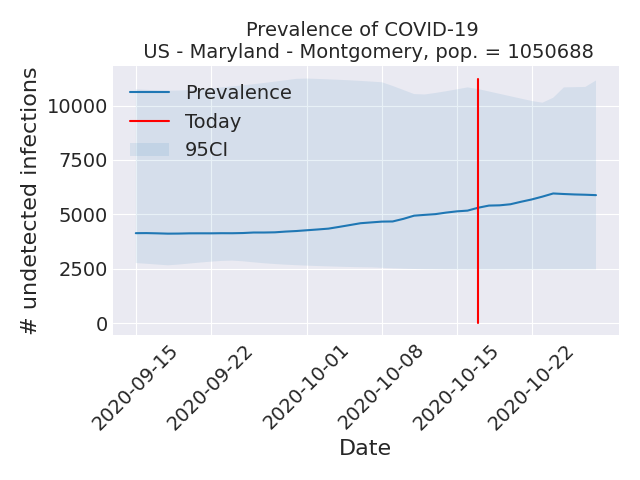 Prevalence of COVID-19
US - Maryland - Montgomery, pop. = 1050688
# undetected infections
10000
7500
5000
2500
0
Prevalence
Today
95CI
2020-09-15
2020-09-22
2020-10-01
2020-10-08
2020-10-15
2020-10-22
Date